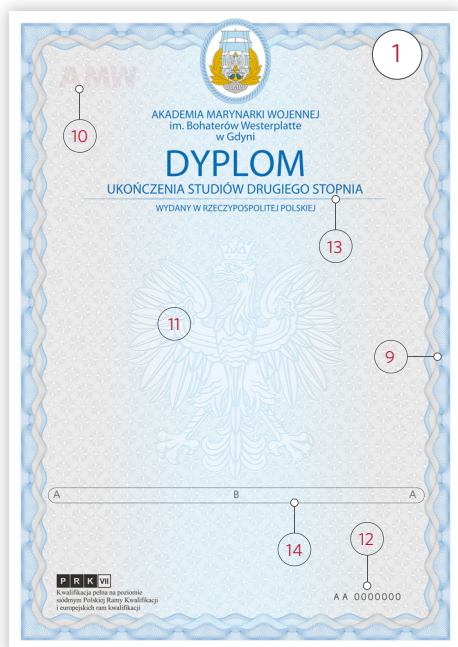 1
AMW
10
AKADEMIA MARYNARKI WOJENNEJ
im. Bohaterów Westerplatte
w Gdyni
DYPLOM
UKOŃCZENIA STUDIÓW DRUGIEGO STOPNIA
WYDANY W RZECZYPOSPOLITEJ POLSKIEJ
13
11
9
A B A
14
12
P R K VII
Kwalifikacja pełna na poziomie
siódmym Polskiej Ramy Kwalifikacji
i europejskich ram kwalifikacji
A A 0000000